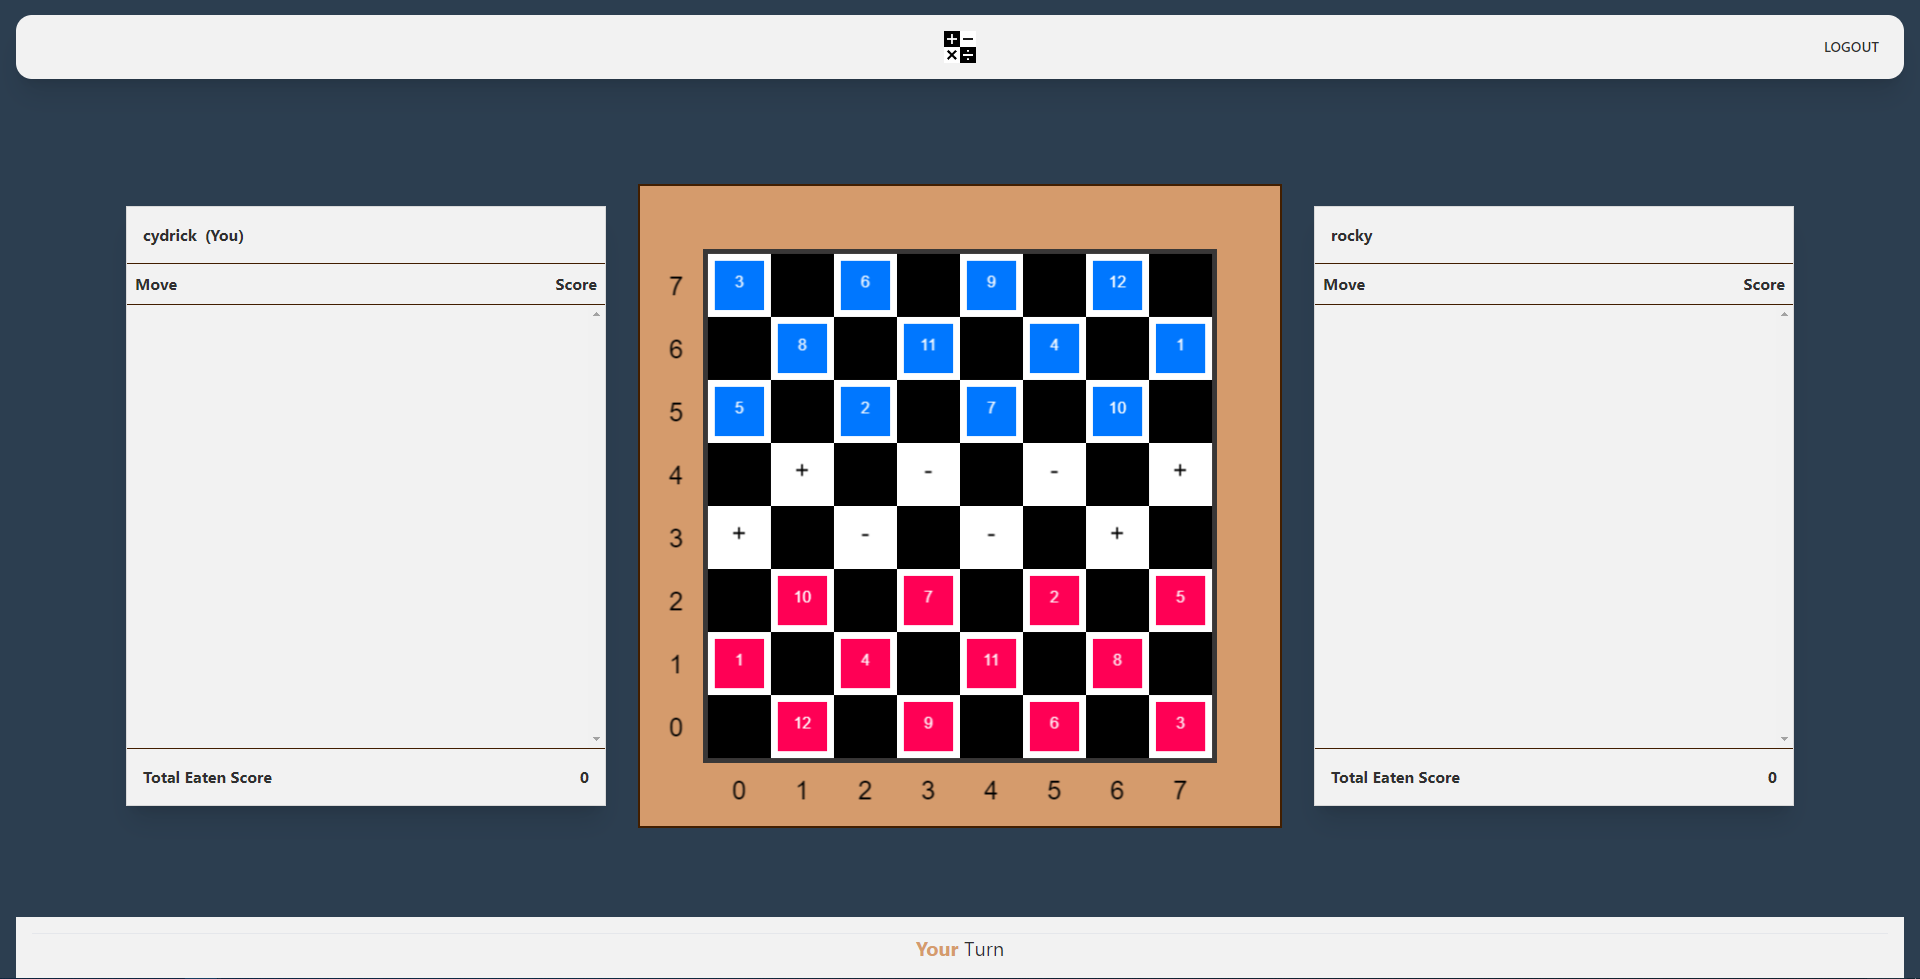 + −
× ÷
LOGOUT
cydrick (You)
Move Score
Total Eaten Score 0
7 3 6 9 12
6 8 11 4 1
5 5 2 7 10
4 + - - +
3 + - - +
2 10 7 2 5
1 1 4 11 8
0 12 9 6 3
0 1 2 3 4 5 6 7
rocky
Move Score
Total Eaten Score 0
Your Turn